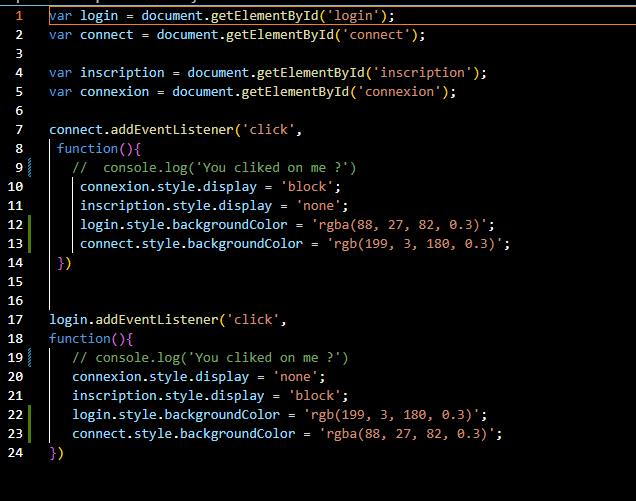 1 var login = document.getElementById('login');
2 var connect = document.getElementById('connect');
3
4 var inscription = document.getElementById('inscription');
5 var connexion = document.getElementById('connexion');
6
7 connect.addEventListener('click',
8 function(){
9 //  console.log('You cliked on me ?')
10 connexion.style.display = 'block';
11 inscription.style.display = 'none';
12 login.style.backgroundColor = 'rgba(88, 27, 82, 0.3)';
13 connect.style.backgroundColor = 'rgb(199, 3, 180, 0.3)';
14 })
15
16
17 login.addEventListener('click',
18 function(){
19 // console.log('You cliked on me ?')
20 connexion.style.display = 'none';
21 inscription.style.display = 'block';
22 login.style.backgroundColor = 'rgb(199, 3, 180, 0.3)';
23 connect.style.backgroundColor = 'rgba(88, 27, 82, 0.3)';
24 })